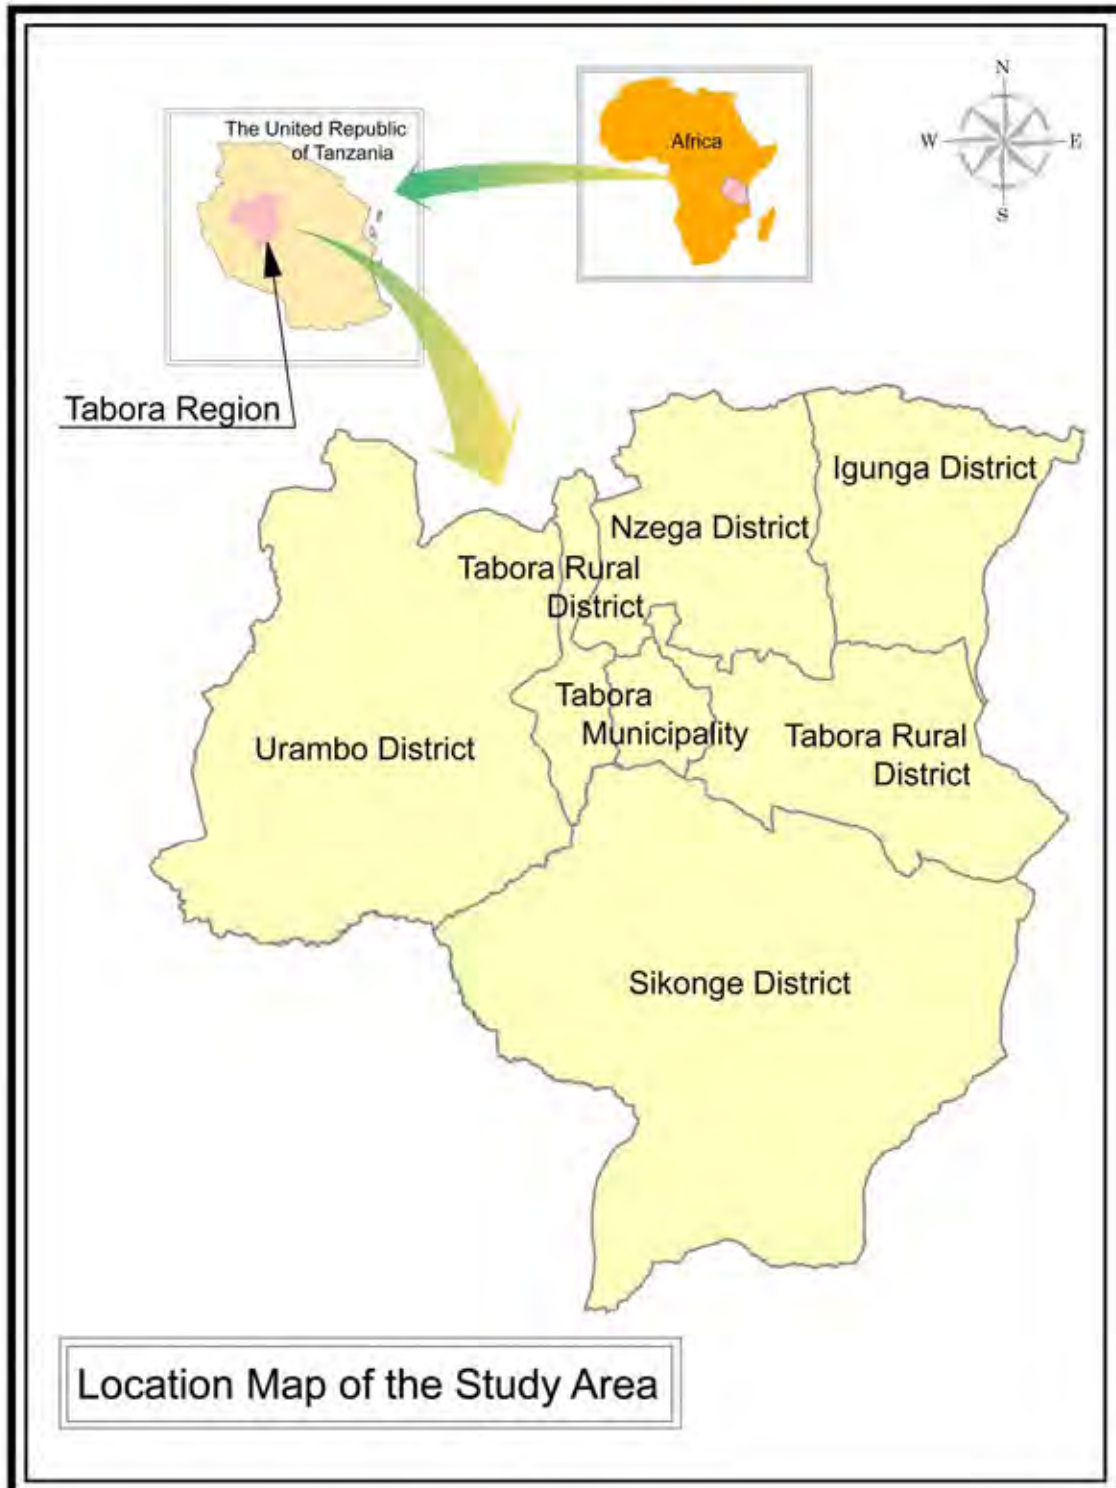 The United Republic
of Tanzania
Africa
N
W
E
S
Tabora Region
Igunga District
Nzega District
Tabora Rural
District
Tabora
Municipality
Urambo District
Tabora Rural
District
Sikonge District
Location Map of the Study Area